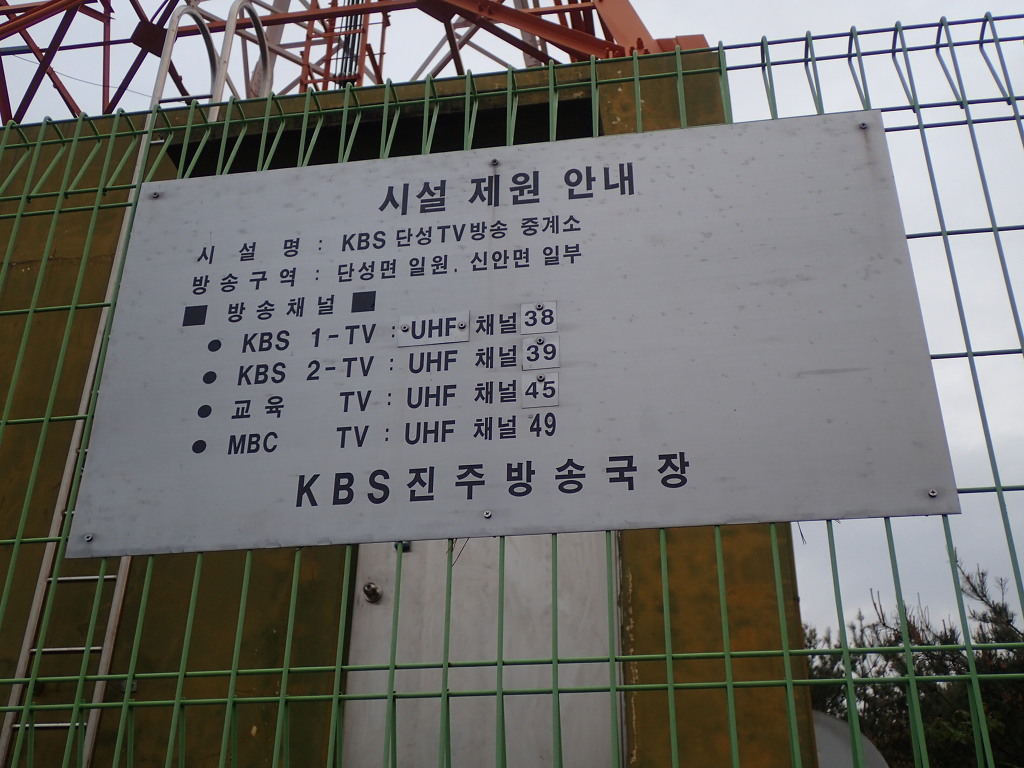 시설 제원 안내
시 설 명 : KBS 단성TV방송 중계소
방송구역 : 단성면 일원, 신안면 일부
■ 방송채널 ■
● KBS 1-TV : UHF 채널 38
● KBS 2-TV : UHF 채널 39
● 교육 TV : UHF 채널 45
● MBC TV : UHF 채널 49
KBS진주방송국장